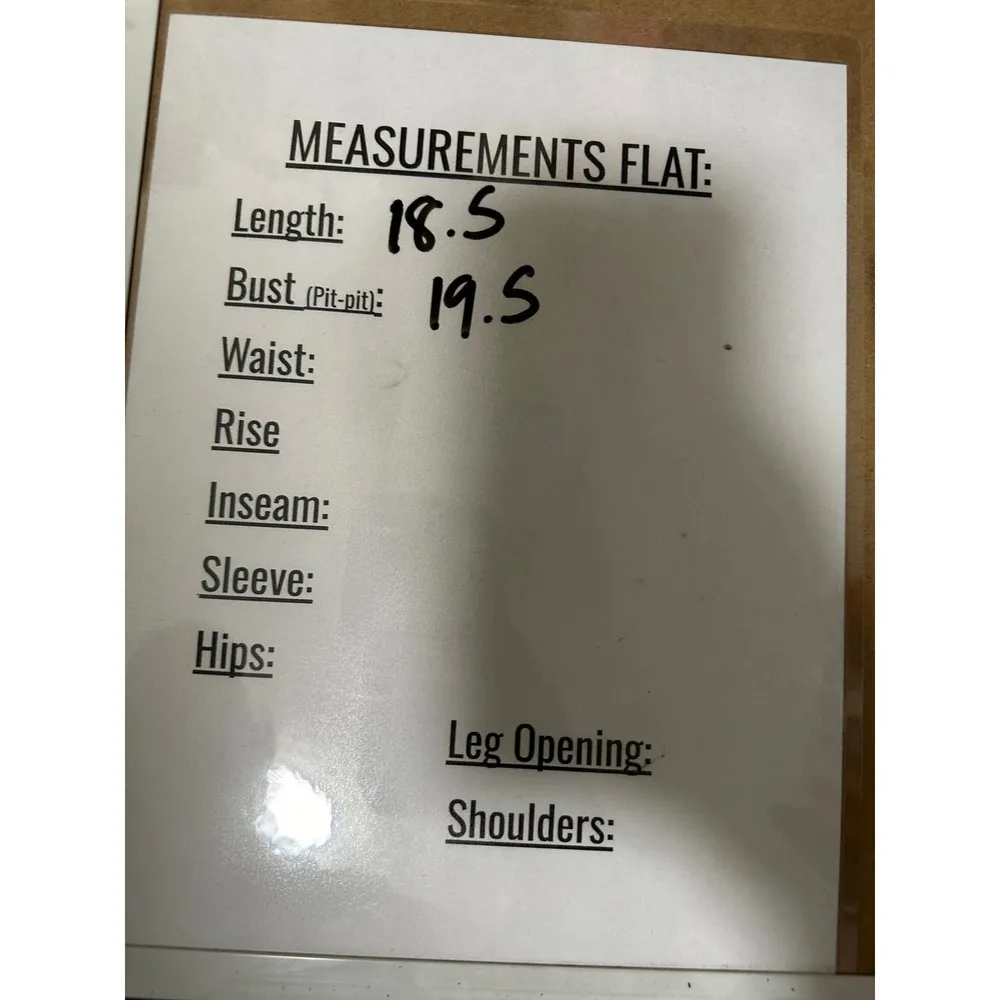 MEASUREMENTS FLAT:
Length: 18.5
Bust (Pit-pit): 19.5
Waist:
Rise
Inseam:
Sleeve:
Hips:
Leg Opening:
Shoulders: